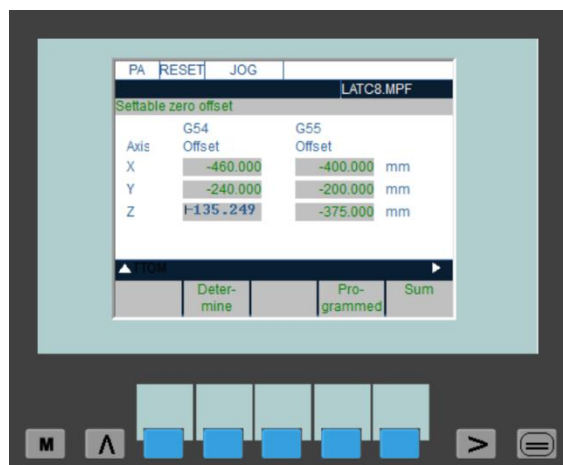 PA RESET JOG
LATC8.MPF
Settable zero offset
G54 G55
Axis Offset Offset
X -460.000 -400.000 mm
Y -240.000 -200.000 mm
Z -135.249 -375.000 mm
Deter-
mine
Pro-
grammed
Sum
M Λ >